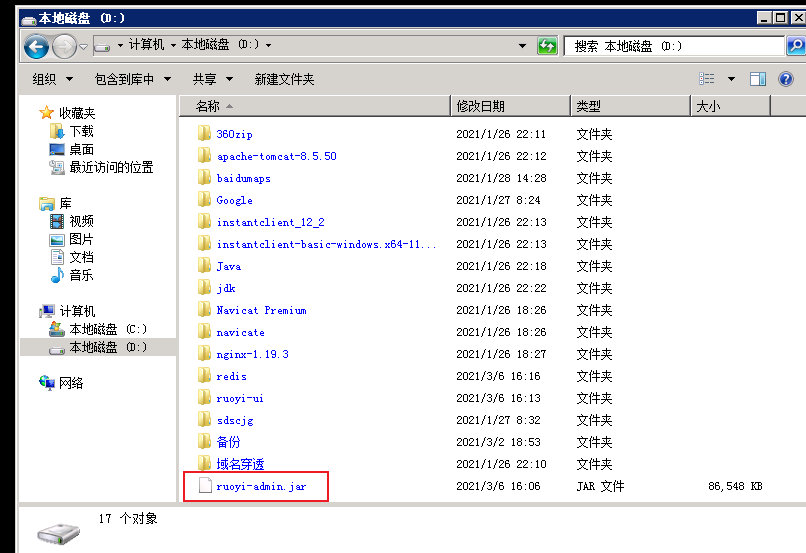 本地磁盘 (D:)
计算机 本地磁盘 (D:)
搜索 本地磁盘 (D:)
组织 包含到库中 共享 新建文件夹
名称 修改日期 类型 大小
收藏夹
下载
桌面
最近访问的位置
库
视频
图片
文档
音乐
计算机
本地磁盘 (C:)
本地磁盘 (D:)
网络
360zip 2021/1/26 22:11 文件夹
apache-tomcat-8.5.50 2021/1/26 22:12 文件夹
baidumaps 2021/1/28 14:28 文件夹
Google 2021/1/27 8:24 文件夹
instantclient_12_2 2021/1/26 22:13 文件夹
instantclient-basic-windows.x64-11... 2021/1/26 22:13 文件夹
Java 2021/1/26 22:18 文件夹
jdk 2021/1/26 22:22 文件夹
Navicat Premium 2021/1/26 18:26 文件夹
navicate 2021/1/26 18:26 文件夹
nginx-1.19.3 2021/1/26 18:27 文件夹
redis 2021/3/6 16:16 文件夹
ruoyi-ui 2021/3/6 16:13 文件夹
sdscjg 2021/1/27 8:32 文件夹
备份 2021/3/2 18:53 文件夹
域名穿透 2021/1/26 22:10 文件夹
ruoyi-admin.jar 2021/3/6 16:06 JAR 文件 86,548 KB
17 个对象